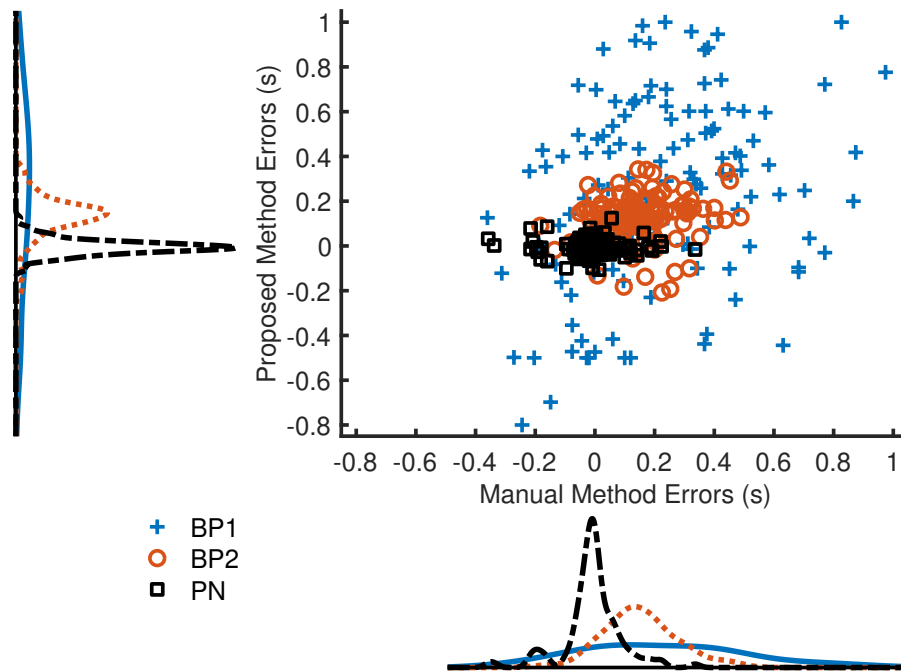 1
0.8
0.6
0.4
0.2
0
-0.2
-0.4
-0.6
-0.8
Proposed Method Errors (s)
-0.8 -0.6 -0.4 -0.2 0 0.2 0.4 0.6 0.8 1
Manual Method Errors (s)
BP1
BP2
PN